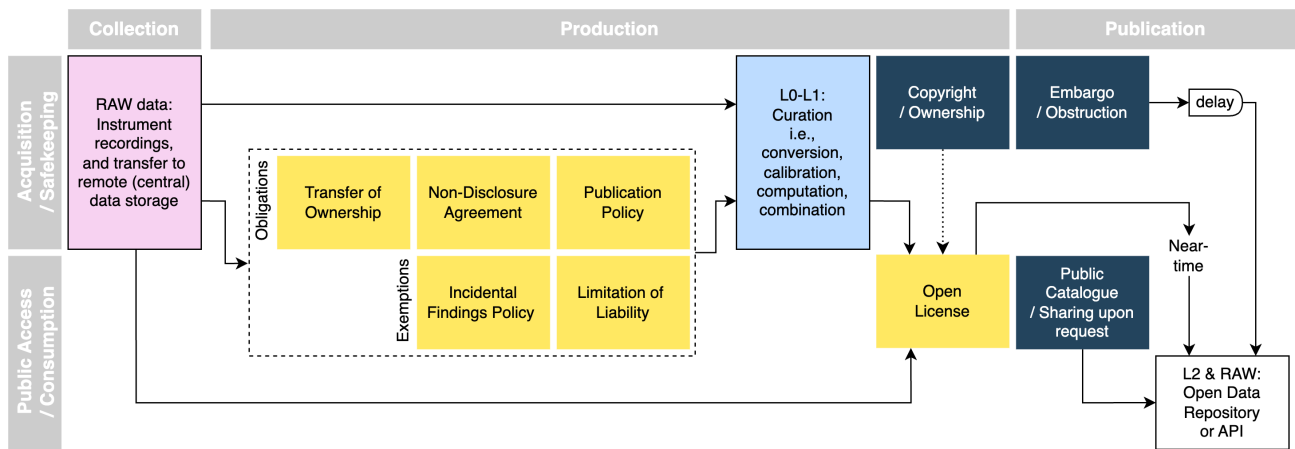 Collection
Production
Publication
Acquisition
/ Safekeeping
RAW data:
Instrument
recordings,
and transfer to
remote (central)
data storage
Obligations
Transfer of
Ownership
Non-Disclosure
Agreement
Publication
Policy
Exemptions
Incidental
Findings Policy
Limitation of
Liability
L0-L1:
Curation
i.e.,
conversion,
calibration,
computation,
combination
Copyright
/ Ownership
Embargo
/ Obstruction
delay
Near-
time
Public Access
/ Consumption
Open
License
Public
Catalogue
/ Sharing upon
request
L2 & RAW:
Open Data
Repository
or API